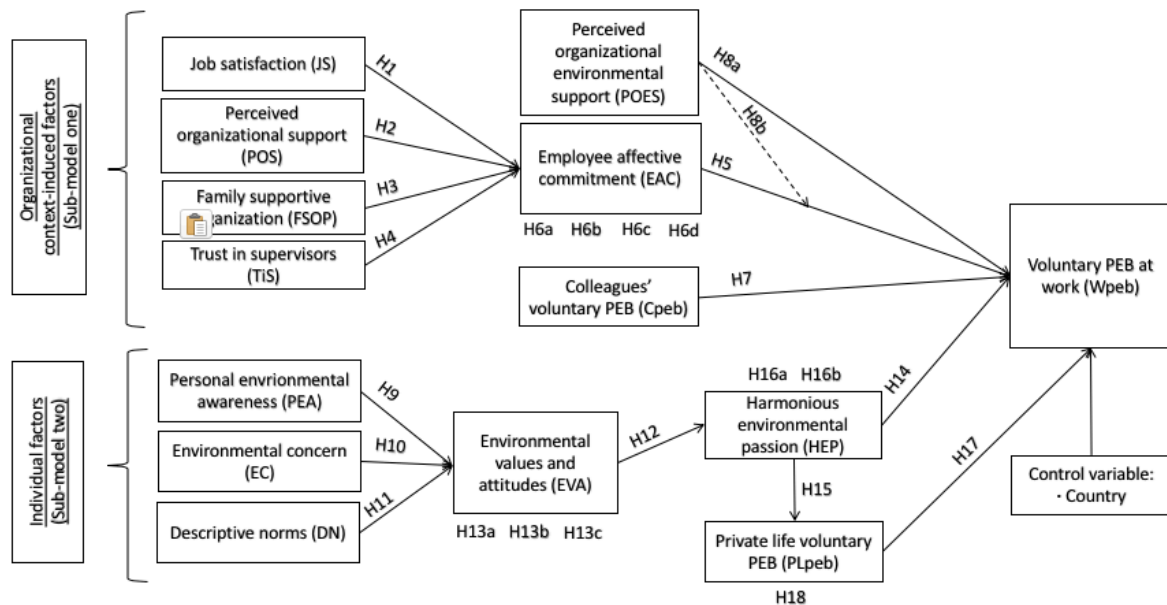 Organizational
context-induced factors
(Sub-model one)
Job satisfaction (JS)
Perceived
organizational support
(POS)
Family supportive
ganization (FSOP)
Trust in supervisors
(TiS)
H1
H2
H3
H4
Perceived
organizational
environmental
support (POES)
Employee affective
commitment (EAC)
H6a H6b H6c H6d
Colleagues’
voluntary PEB (Cpeb)
H8a
H8b
H5
H7
Voluntary PEB at
work (Wpeb)
Individual factors
(Sub-model two)
Personal envrionmental
awareness (PEA)
Environmental concern
(EC)
Descriptive norms (DN)
H9
H10
H11
Environmental
values and
attitudes (EVA)
H13a H13b H13c
H12
H16a H16b
Harmonious
environmental
passion (HEP)
H15
Private life voluntary
PEB (PLpeb)
H18
H14
H17
Control variable:
· Country